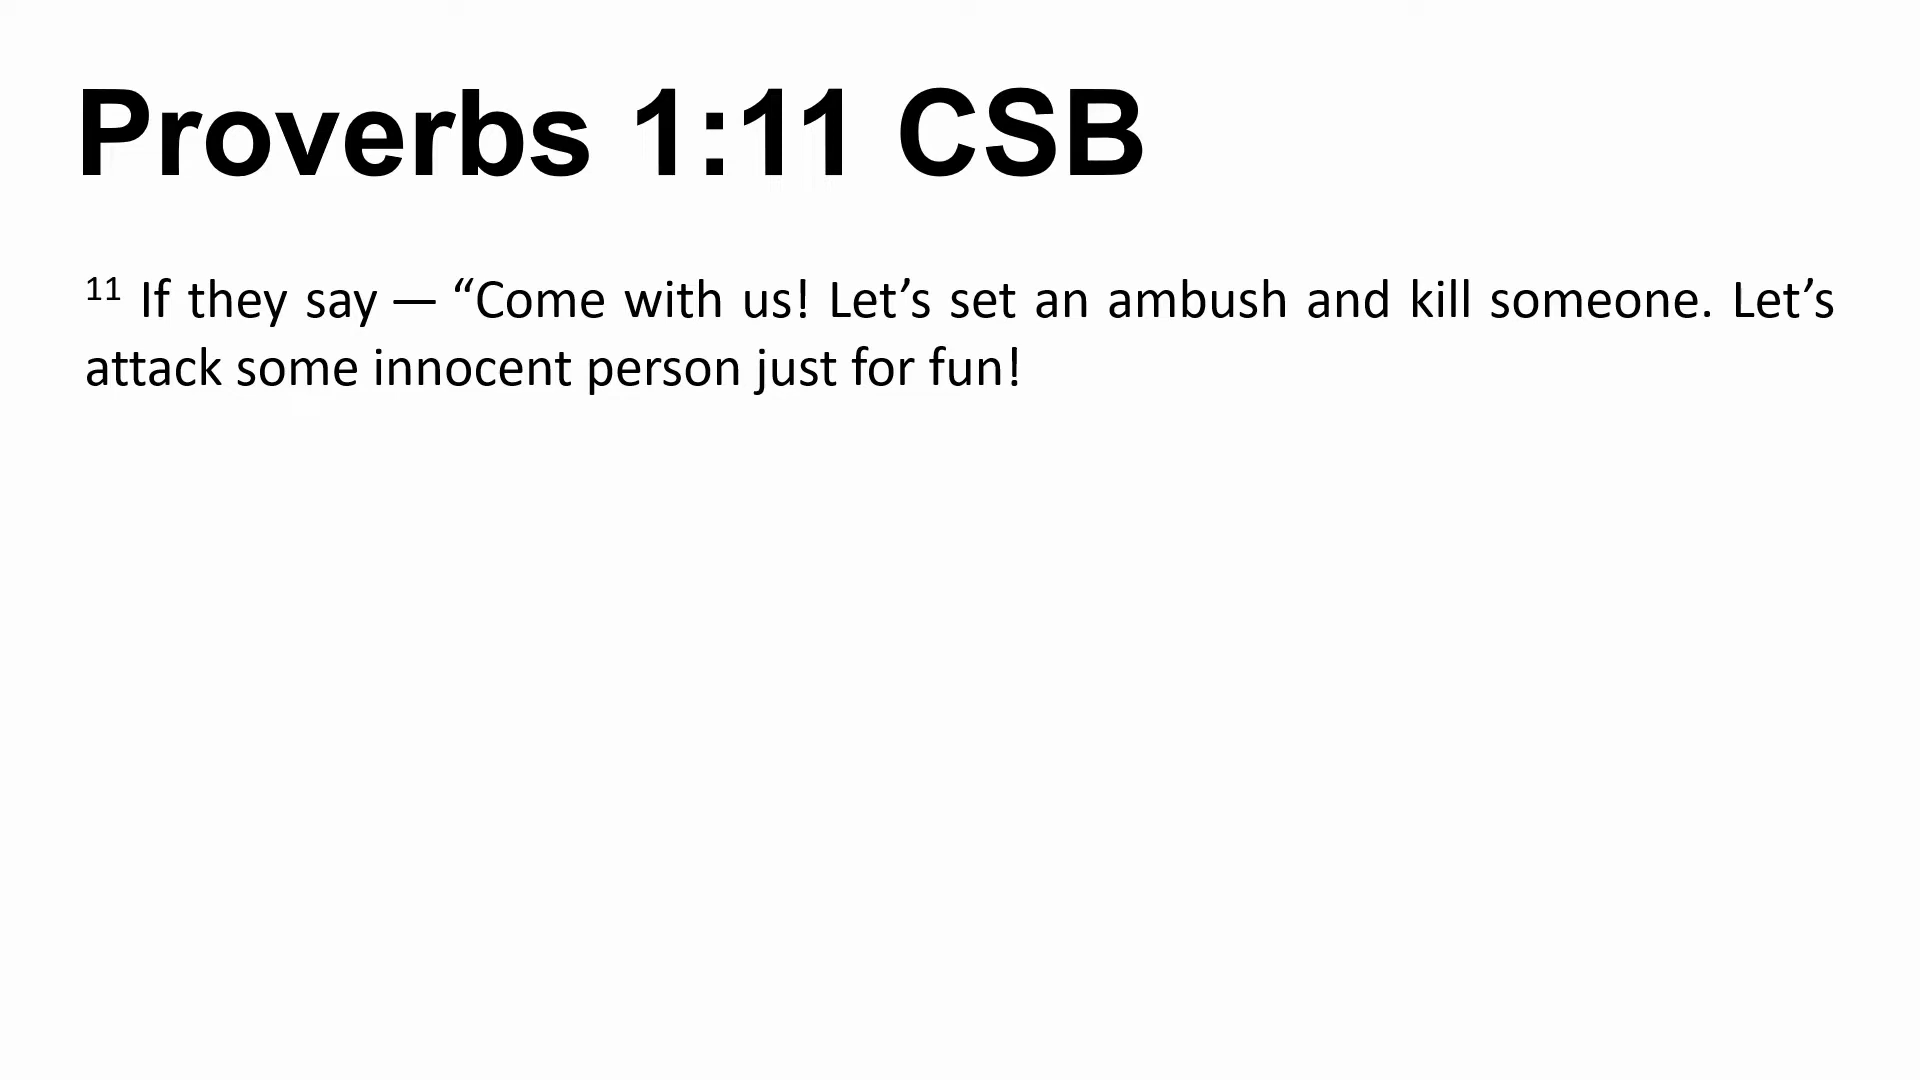 Proverbs 1:11 CSB
11 If they say — “Come with us! Let’s set an ambush and kill someone. Let’s
attack some innocent person just for fun!